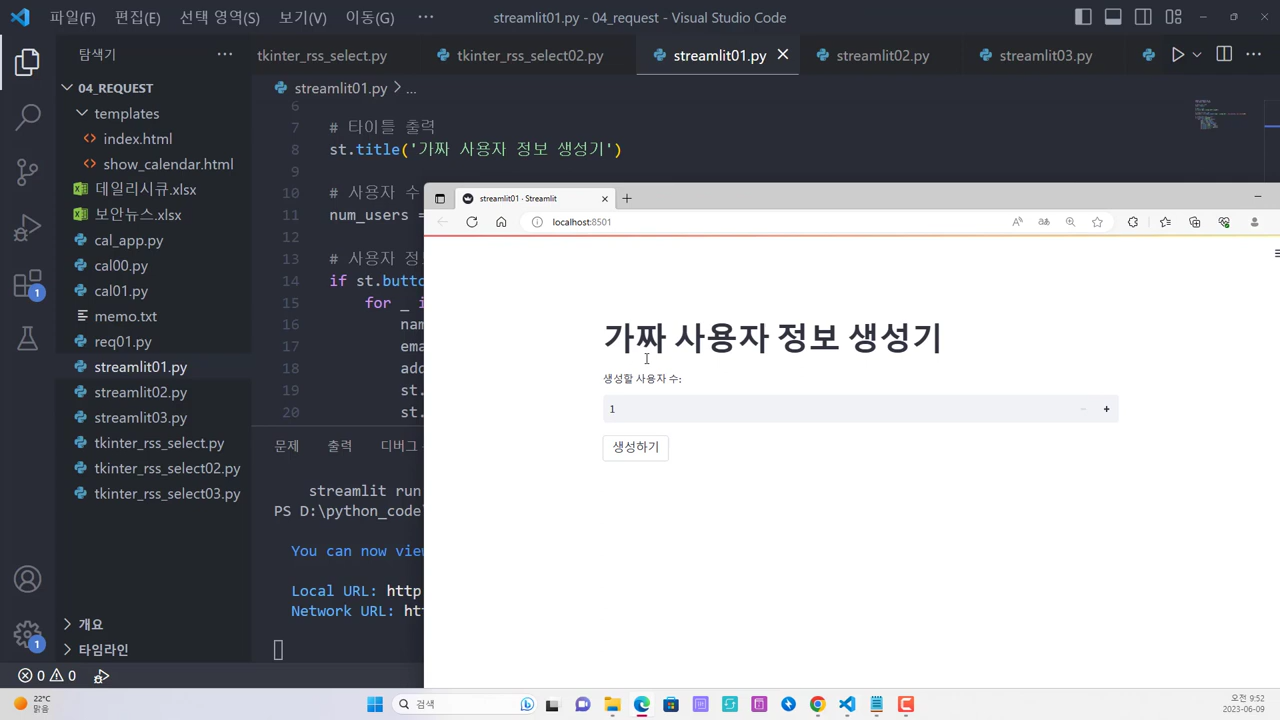 파일(F) 편집(E) 선택 영역(S) 보기(V) 이동(G) ··· streamlit01.py - 04_request - Visual Studio Code
탐색기 ···
tkinter_rss_select.py tkinter_rss_select02.py streamlit01.py streamlit02.py streamlit03.py ···
04_REQUEST
templates
index.html
show_calendar.html
데일리시큐.xlsx
보안뉴스.xlsx
cal_app.py
cal00.py
cal01.py
memo.txt
req01.py
streamlit01.py
streamlit02.py
streamlit03.py
tkinter_rss_select.py
tkinter_rss_select02.py
tkinter_rss_select03.py
개요
타임라인
1
1
streamlit01.py > ...
6
7 # 타이틀 출력
8 st.title('가짜 사용자 정보 생성기')
9
10 # 사용자 수
11 num_users =
12
13 # 사용자 정
14 if st.butto
15 for _ i
16 nam
17 ema
18 add
19 st.
20 st.
문제 출력 디버그
streamlit run
PS D:\python_code\
You can now view
Local URL: http
Network URL: ht
streamlit01 · Streamlit
localhost:8501
가짜 사용자 정보 생성기
생성할 사용자 수:
1 − +
생성하기
0 0
22°C
맑음
검색
오전 9:52
2023-06-09